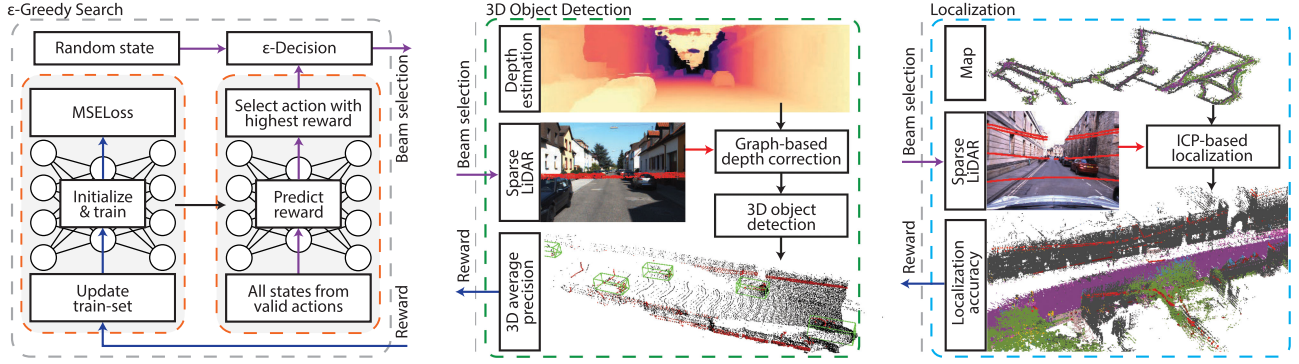 ε-Greedy Search
Random state
ε-Decision
MSELoss
Select action with
highest reward
Initialize
& train
Predict
reward
Update
train-set
All states from
valid actions
Beam selection
Reward
3D Object Detection
Beam selection
Reward
Depth
estimation
Sparse
LiDAR
Graph-based
depth correction
3D object
detection
3D average
precision
Localization
Beam selection
Reward
Map
Sparse
LiDAR
ICP-based
localization
Localization
accuracy